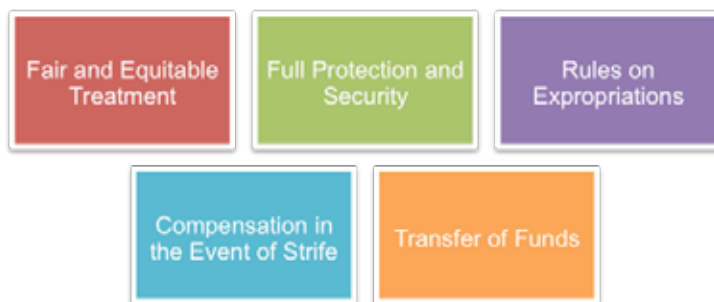 Fair and Equitable
Treatment
Full Protection and
Security
Rules on
Expropriations
Compensation in
the Event of Strife
Transfer of Funds